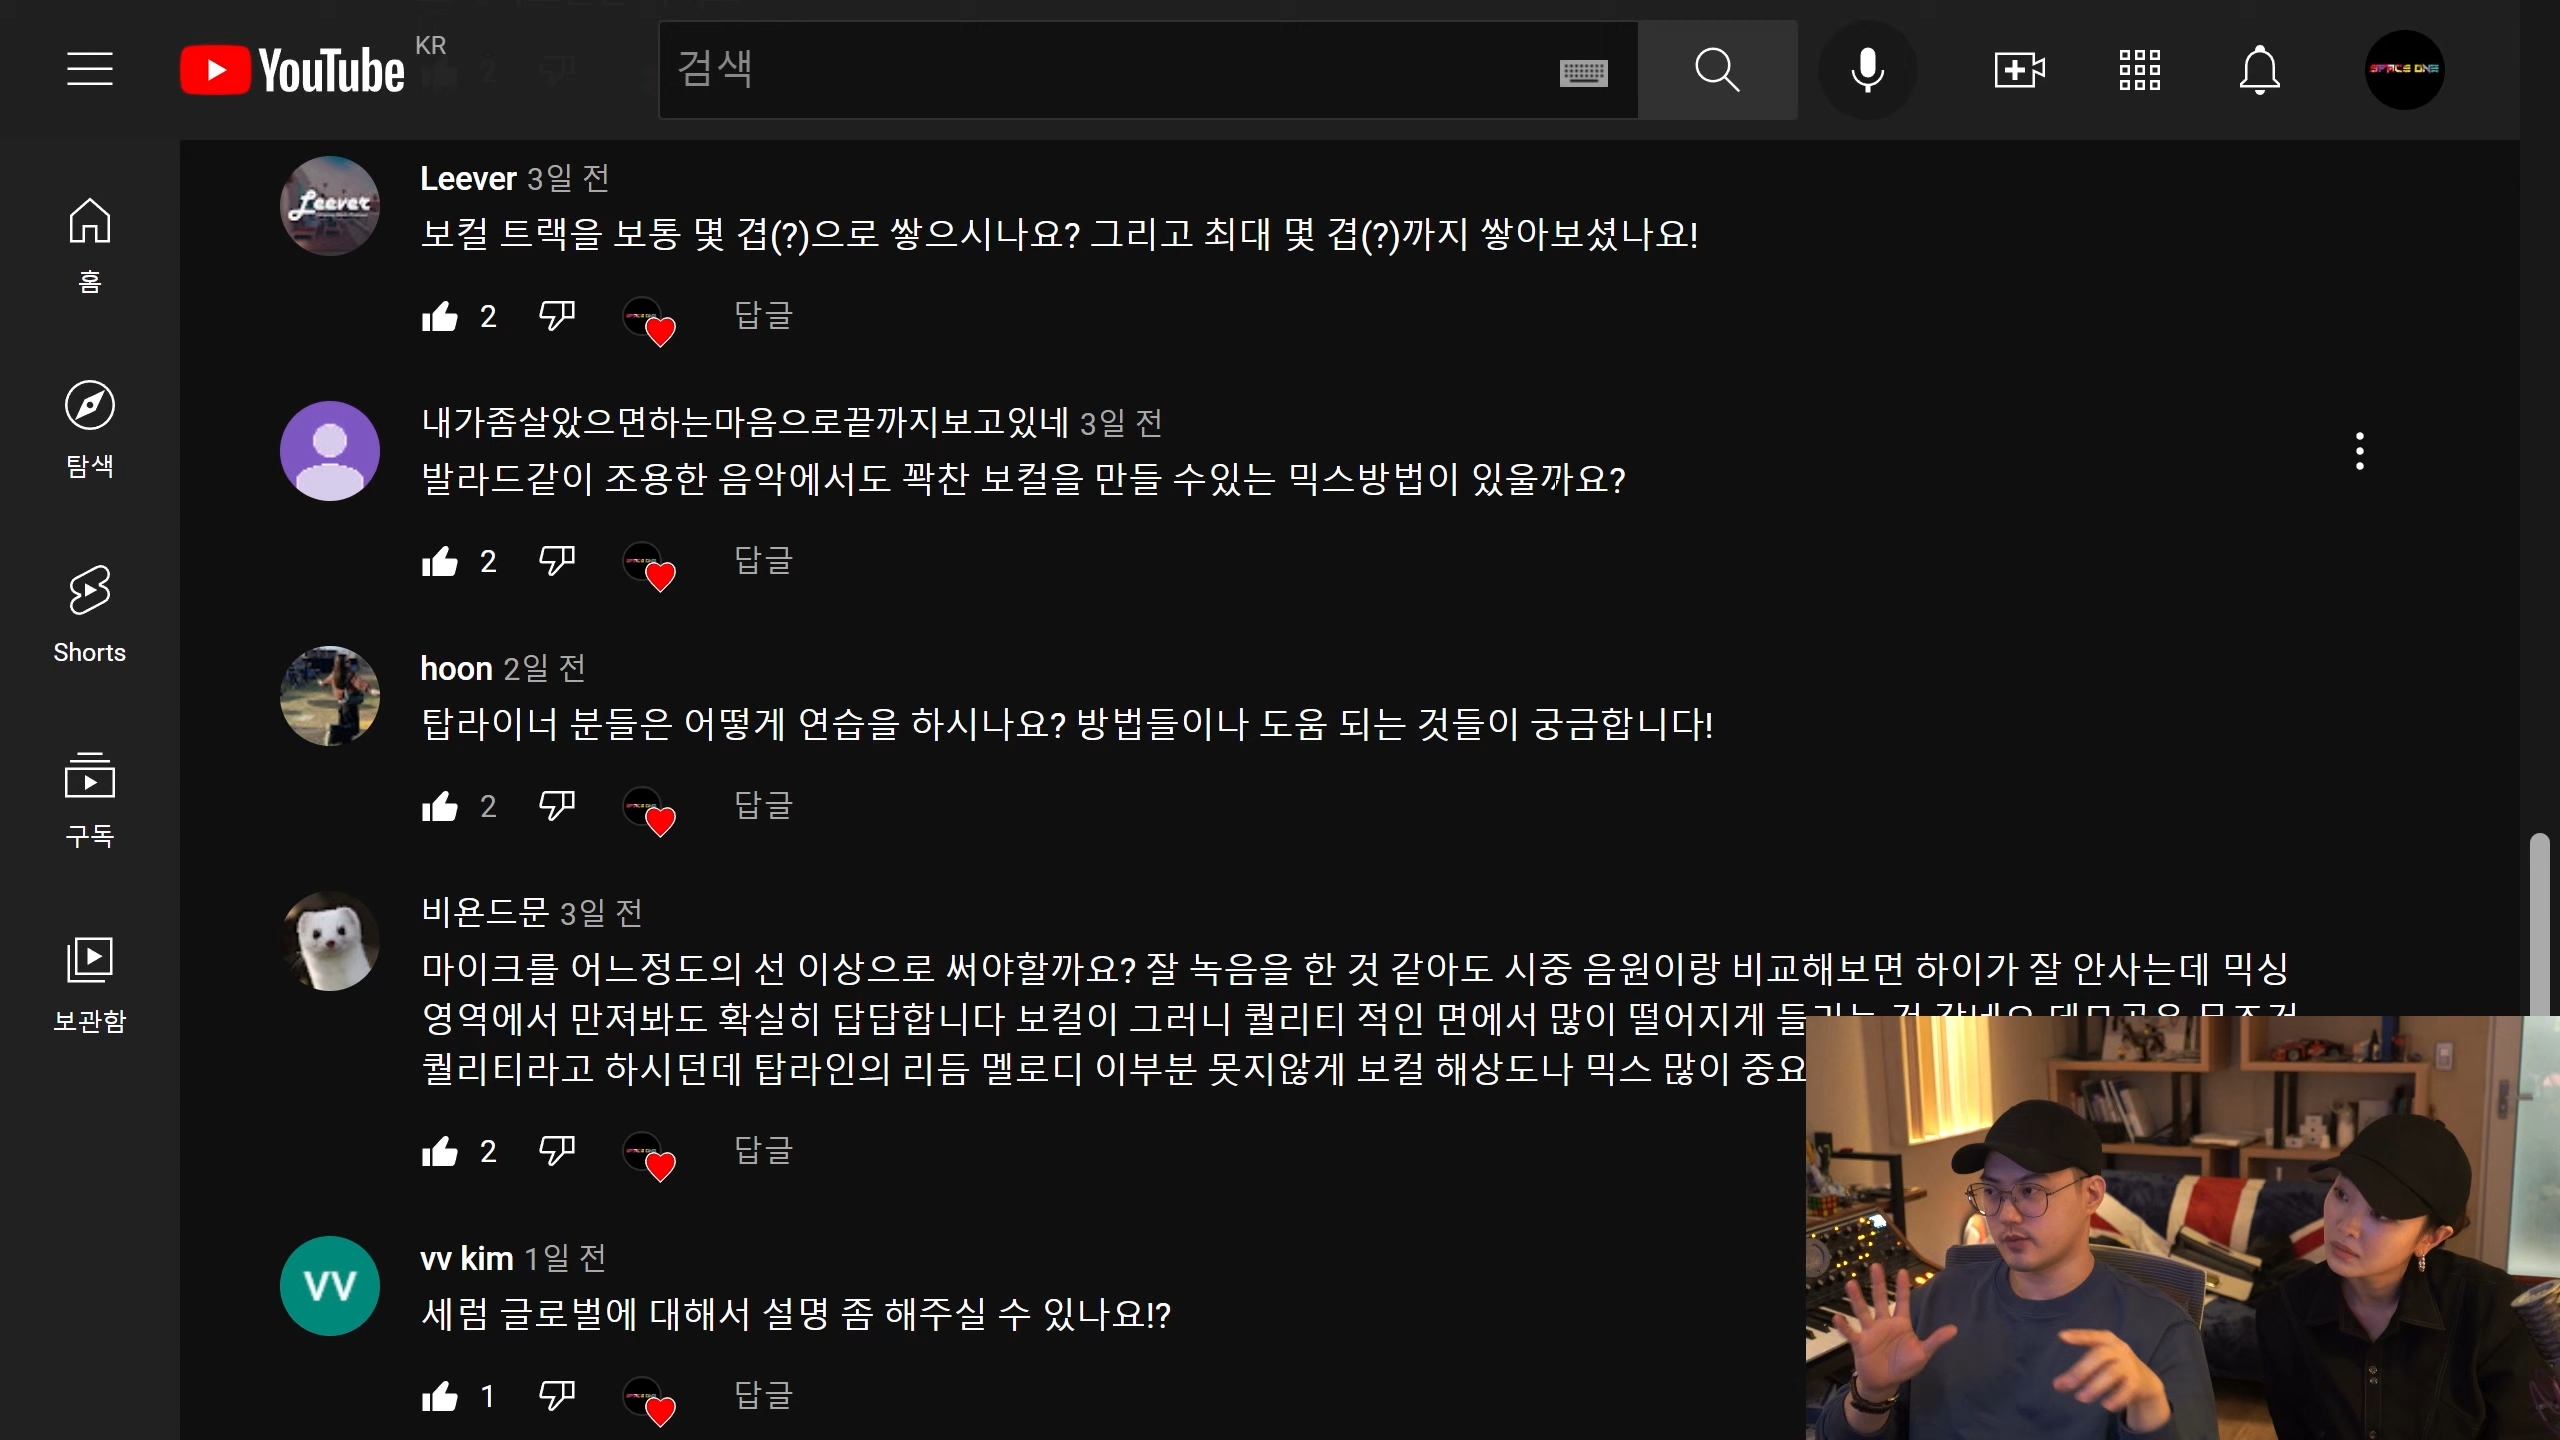 YouTube KR
검색
SPACE ONE
홈
탐색
Shorts
구독
보관함
Leever
Leever 3일 전
보컬 트랙을 보통 몇 겹(?)으로 쌓으시나요? 그리고 최대 몇 겹(?)까지 쌓아보셨나요!
2 답글
내가좀살았으면하는마음으로끝까지보고있네 3일 전
발라드같이 조용한 음악에서도 꽉찬 보컬을 만들 수있는 믹스방법이 있울까요?
2 답글
hoon 2일 전
탑라이너 분들은 어떻게 연습을 하시나요? 방법들이나 도움 되는 것들이 궁금합니다!
2 답글
비욘드문 3일 전
마이크를 어느정도의 선 이상으로 써야할까요? 잘 녹음을 한 것 같아도 시중 음원이랑 비교해보면 하이가 잘 안사는데 믹싱
영역에서 만져봐도 확실히 답답합니다 보컬이 그러니 퀄리티 적인 면에서 많이 떨어지게
퀄리티라고 하시던데 탑라인의 리듬 멜로디 이부분 못지않게 보컬 해상도나 믹스 많이 중요
2 답글
VV
vv kim 1일 전
세럼 글로벌에 대해서 설명 좀 해주실 수 있나요!?
1 답글